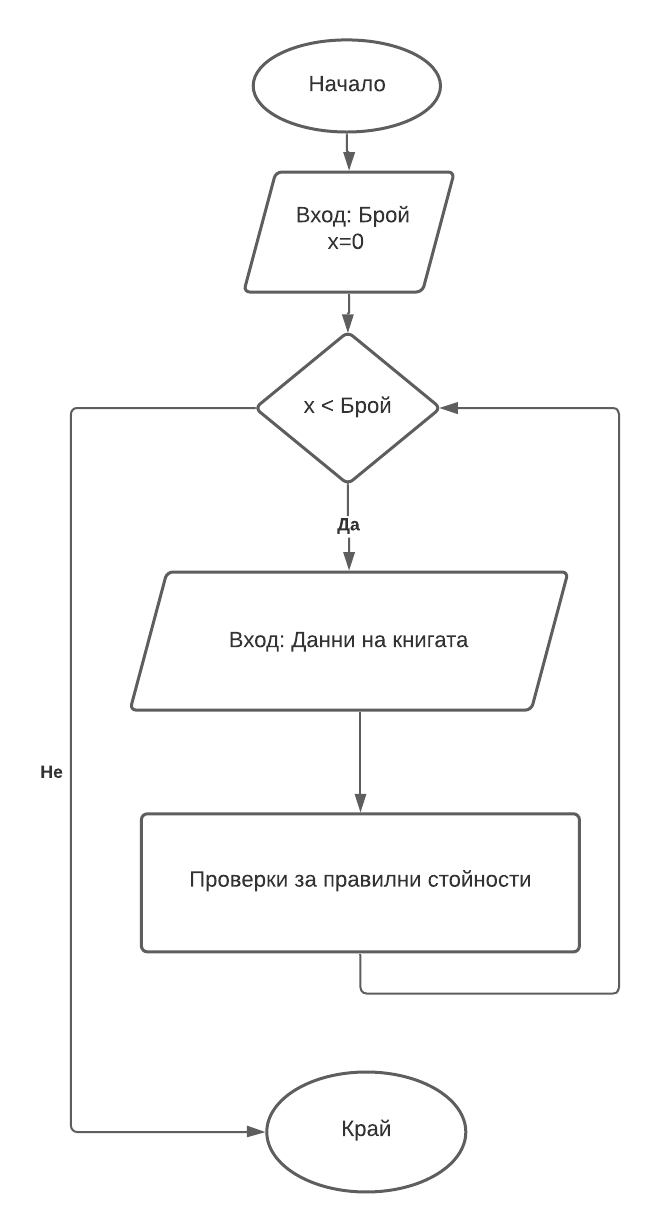 Начало
Вход: Брой
x=0
x < Брой
Да
Вход: Данни на книгата
Не
Проверки за правилни стойности
Край